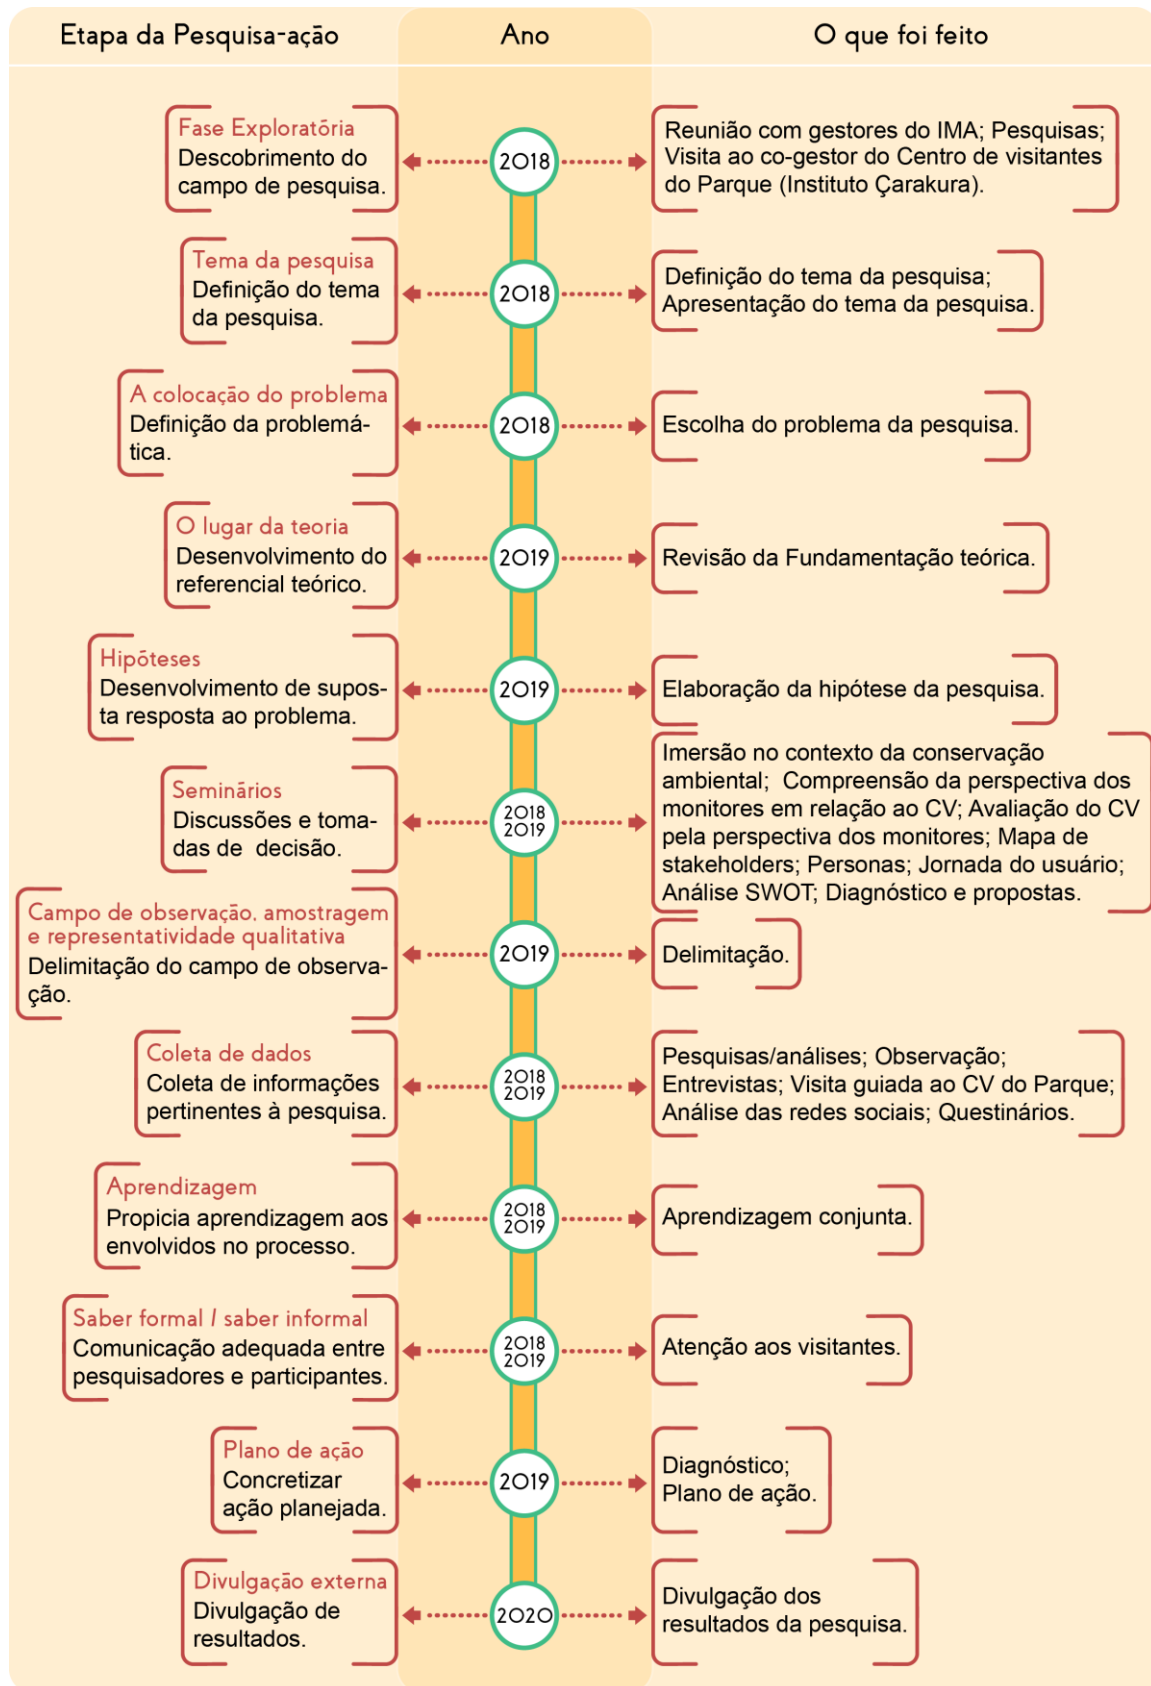 Etapa da Pesquisa-ação
Ano
O que foi feito
Fase Exploratória
Descobrimento do
campo de pesquisa.
2018
Reunião com gestores do IMA; Pesquisas;
Visita ao co-gestor do Centro de visitantes
do Parque (Instituto Çarakura).
Tema da pesquisa
Definição do tema
da pesquisa.
2018
Definição do tema da pesquisa;
Apresentação do tema da pesquisa.
A colocação do problema
Definição da problemá-
tica.
2018
Escolha do problema da pesquisa.
O lugar da teoria
Desenvolvimento do
referencial teórico.
2019
Revisão da Fundamentação teórica.
Hipóteses
Desenvolvimento de supos-
ta resposta ao problema.
2019
Elaboração da hipótese da pesquisa.
Seminários
Discussões e toma-
das de decisão.
2018
2019
Imersão no contexto da conservação
ambiental; Compreensão da perspectiva dos
monitores em relação ao CV; Avaliação do CV
pela perspectiva dos monitores; Mapa de
stakeholders; Personas; Jornada do usuário;
Análise SWOT; Diagnóstico e propostas.
Campo de observação, amostragem
e representatividade qualitativa
Delimitação do campo de observa-
ção.
2019
Delimitação.
Coleta de dados
Coleta de informações
pertinentes à pesquisa.
2018
2019
Pesquisas/análises; Observação;
Entrevistas; Visita guiada ao CV do Parque;
Análise das redes sociais; Questinários.
Aprendizagem
Propicia aprendizagem aos
envolvidos no processo.
2018
2019
Aprendizagem conjunta.
Saber formal / saber informal
Comunicação adequada entre
pesquisadores e participantes.
2018
2019
Atenção aos visitantes.
Plano de ação
Concretizar
ação planejada.
2019
Diagnóstico;
Plano de ação.
Divulgação externa
Divulgação de
resultados.
2020
Divulgação dos
resultados da pesquisa.